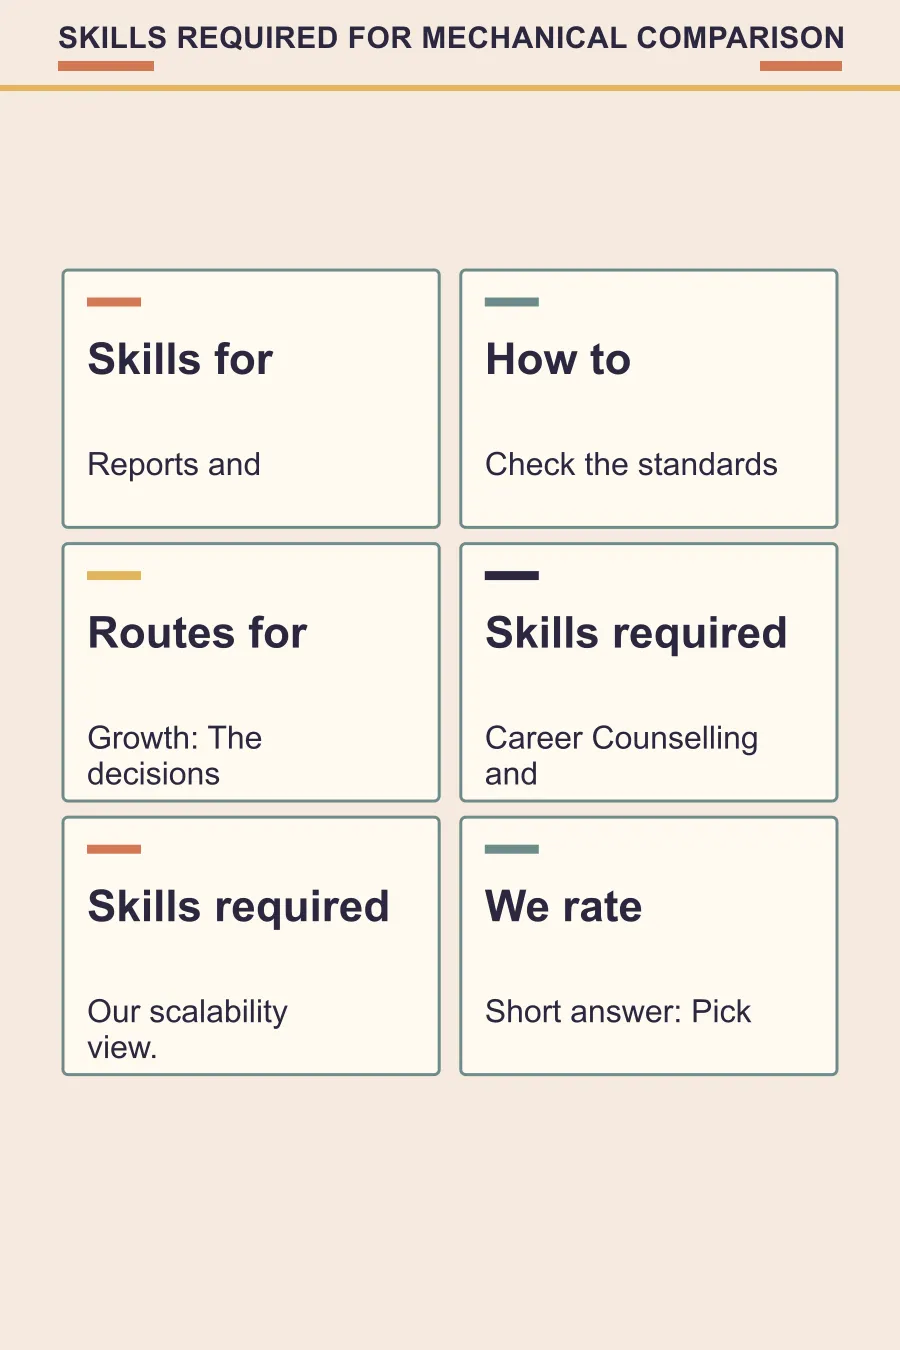 SKILLS REQUIRED FOR MECHANICAL COMPARISON
Skills for
Reports and
How to
Check the standards
Routes for
Growth: The
decisions
Skills required
Career Counselling
and
Skills required
Our scalability
view.
We rate
Short answer: Pick